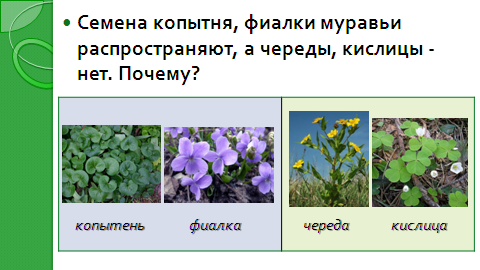 Семена копытня, фиалки муравьи
распространяют, а череды, кислицы -
нет. Почему?
копытень фиалка череда кислица